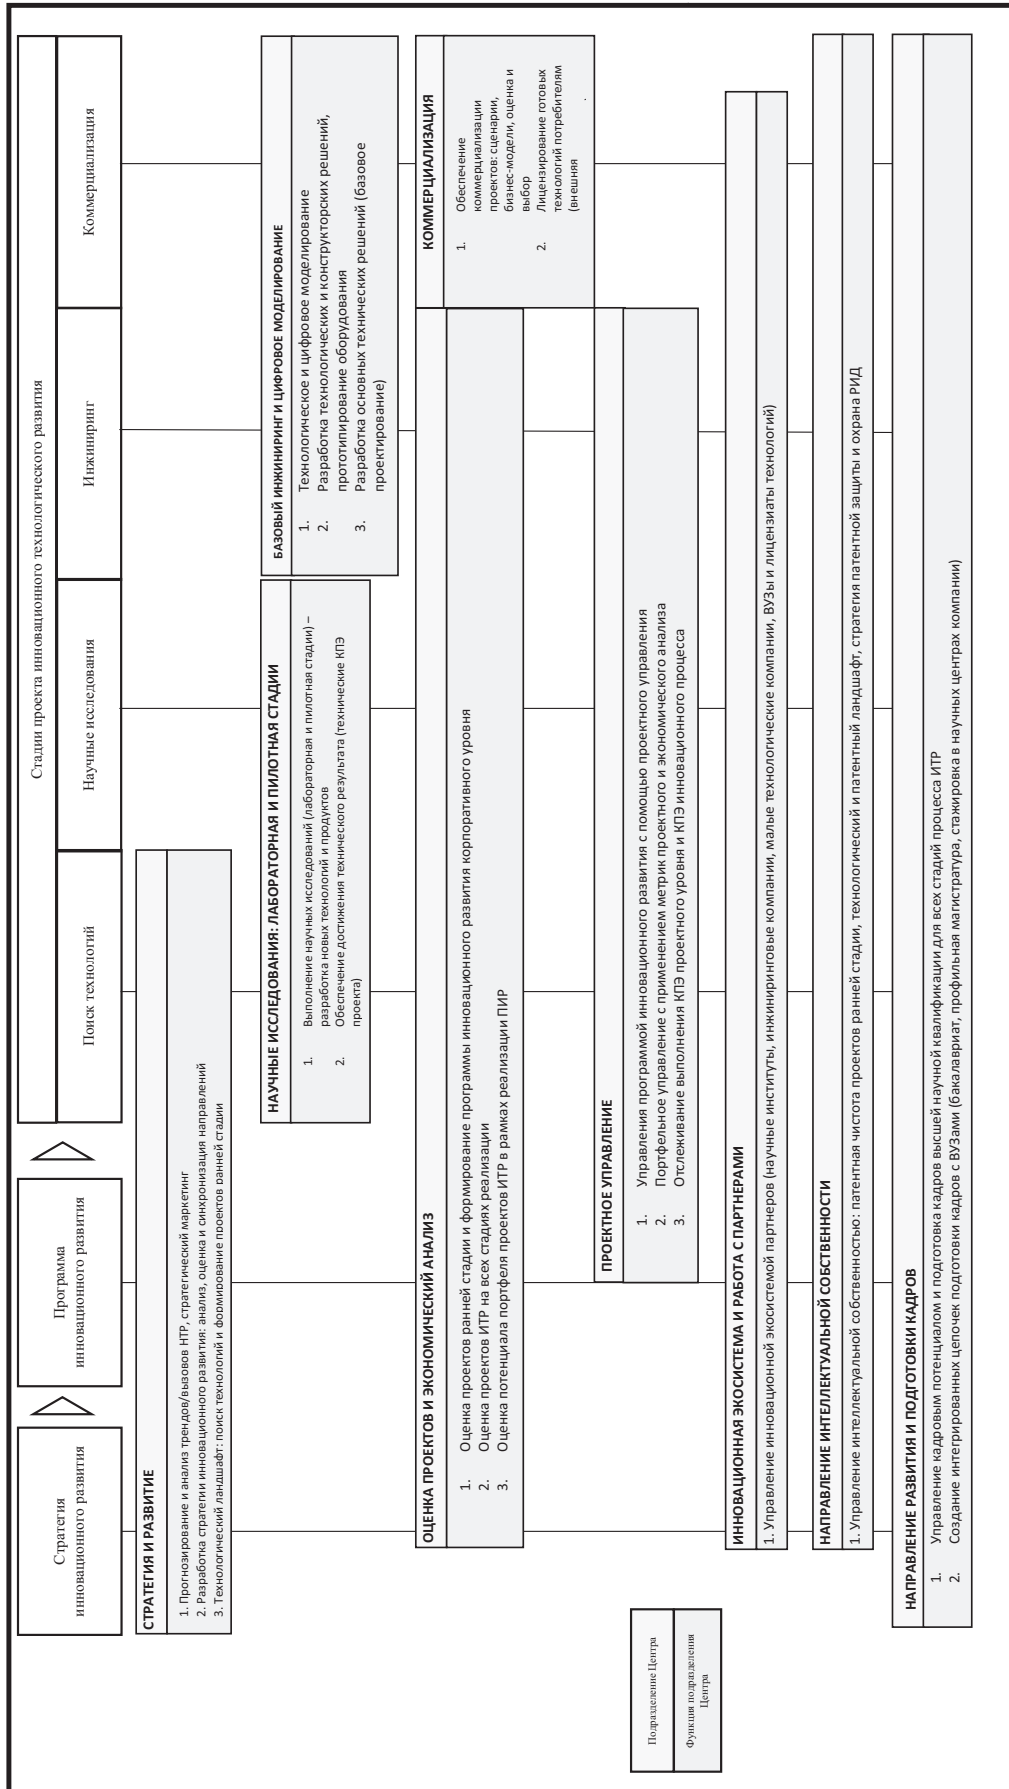 Стадии проекта инновационного технологического развития
Стратегия
инновационного развития
Программа
инновационного развития
Поиск технологий
Научные исследования
Инжиниринг
Коммерциализация
СТРАТЕГИЯ И РАЗВИТИЕ
1. Прогнозирование и анализ трендов/вызовов НТР, стратегический маркетинг
2. Разработка стратегии инновационного развития: анализ, оценка и синхронизация направлений
3. Технологический ландшафт: поиск технологий и формирование проектов ранней стадии
НАУЧНЫЕ ИССЛЕДОВАНИЯ: ЛАБОРАТОРНАЯ И ПИЛОТНАЯ СТАДИИ
1. Выполнение научных исследований (лабораторная и пилотная стадии) –
разработка новых технологий и продуктов
2. Обеспечение достижения технического результата (технические КПЭ
проекта)
БАЗОВЫЙ ИНЖИНИРИНГ И ЦИФРОВОЕ МОДЕЛИРОВАНИЕ
1. Технологическое и цифровое моделирование
2. Разработка технологических и конструкторских решений,
прототипирование оборудования
3. Разработка основных технических решений (базовое
проектирование)
ОЦЕНКА ПРОЕКТОВ И ЭКОНОМИЧЕСКИЙ АНАЛИЗ
1. Оценка проектов ранней стадии и формирование программы инновационного развития корпоративного уровня
2. Оценка проектов ИТР на всех стадиях реализации
3. Оценка потенциала портфеля проектов ИТР в рамках реализации ПИР
КОММЕРЦИАЛИЗАЦИЯ
1. Обеспечение
коммерциализации
проектов: сценарии,
бизнес-модели, оценка и
выбор
2. Лицензирование готовых
технологий потребителям
(внешняя
.
ПРОЕКТНОЕ УПРАВЛЕНИЕ
1. Управления программой инновационного развития с помощью проектного управления
2. Портфельное управление с применением метрик проектного и экономического анализа
3. Отслеживание выполнения КПЭ проектного уровня и КПЭ инновационного процесса
ИННОВАЦИОННАЯ ЭКОСИСТЕМА И РАБОТА С ПАРТНЕРАМИ
1. Управление инновационной экосистемой партнеров (научные институты, инжиниринговые компании, малые технологические компании, ВУЗы и лицензиаты технологий)
НАПРАВЛЕНИЕ ИНТЕЛЛЕКТУАЛЬНОЙ СОБСТВЕННОСТИ
1. Управление интеллектуальной собственностью: патентная чистота проектов ранней стадии, технологический и патентный ландшафт, стратегия патентной защиты и охрана РИД
НАПРАВЛЕНИЕ РАЗВИТИЯ И ПОДГОТОВКИ КАДРОВ
1. Управление кадровым потенциалом и подготовка кадров высшей научной квалификации для всех стадий процесса ИТР
2. Создание интегрированных цепочек подготовки кадров с ВУЗами (бакалавриат, профильная магистратура, стажировка в научных центрах компании)
Подразделение Центра
Функция подразделения
Центра